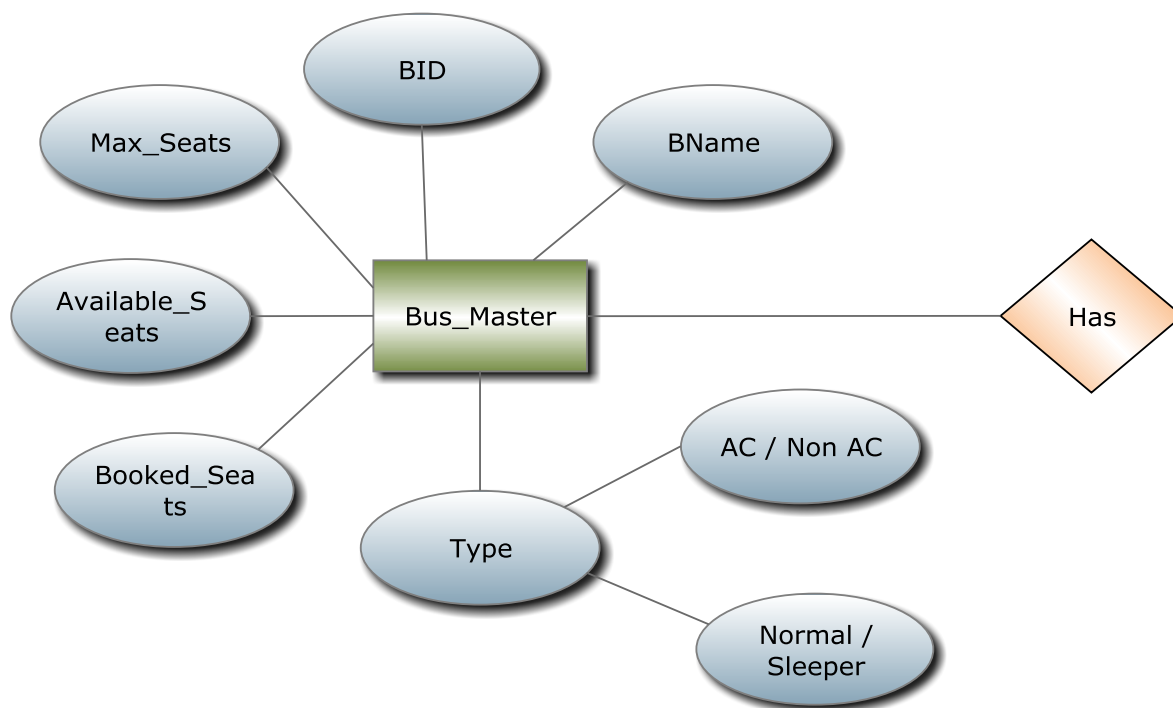 BID
Max_Seats
BName
Available_S
eats
Bus_Master
Has
AC / Non AC
Booked_Sea
ts
Type
Normal /
Sleeper